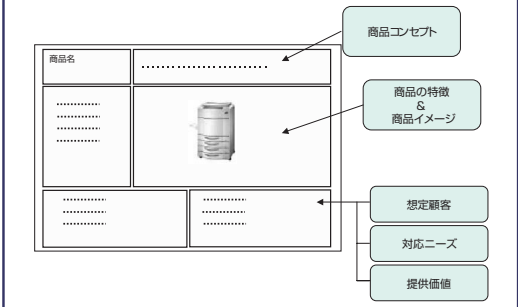 商品コンセプト
商品名
商品の特徴
&
商品イメージ
想定顧客
対応ニーズ
提供価値